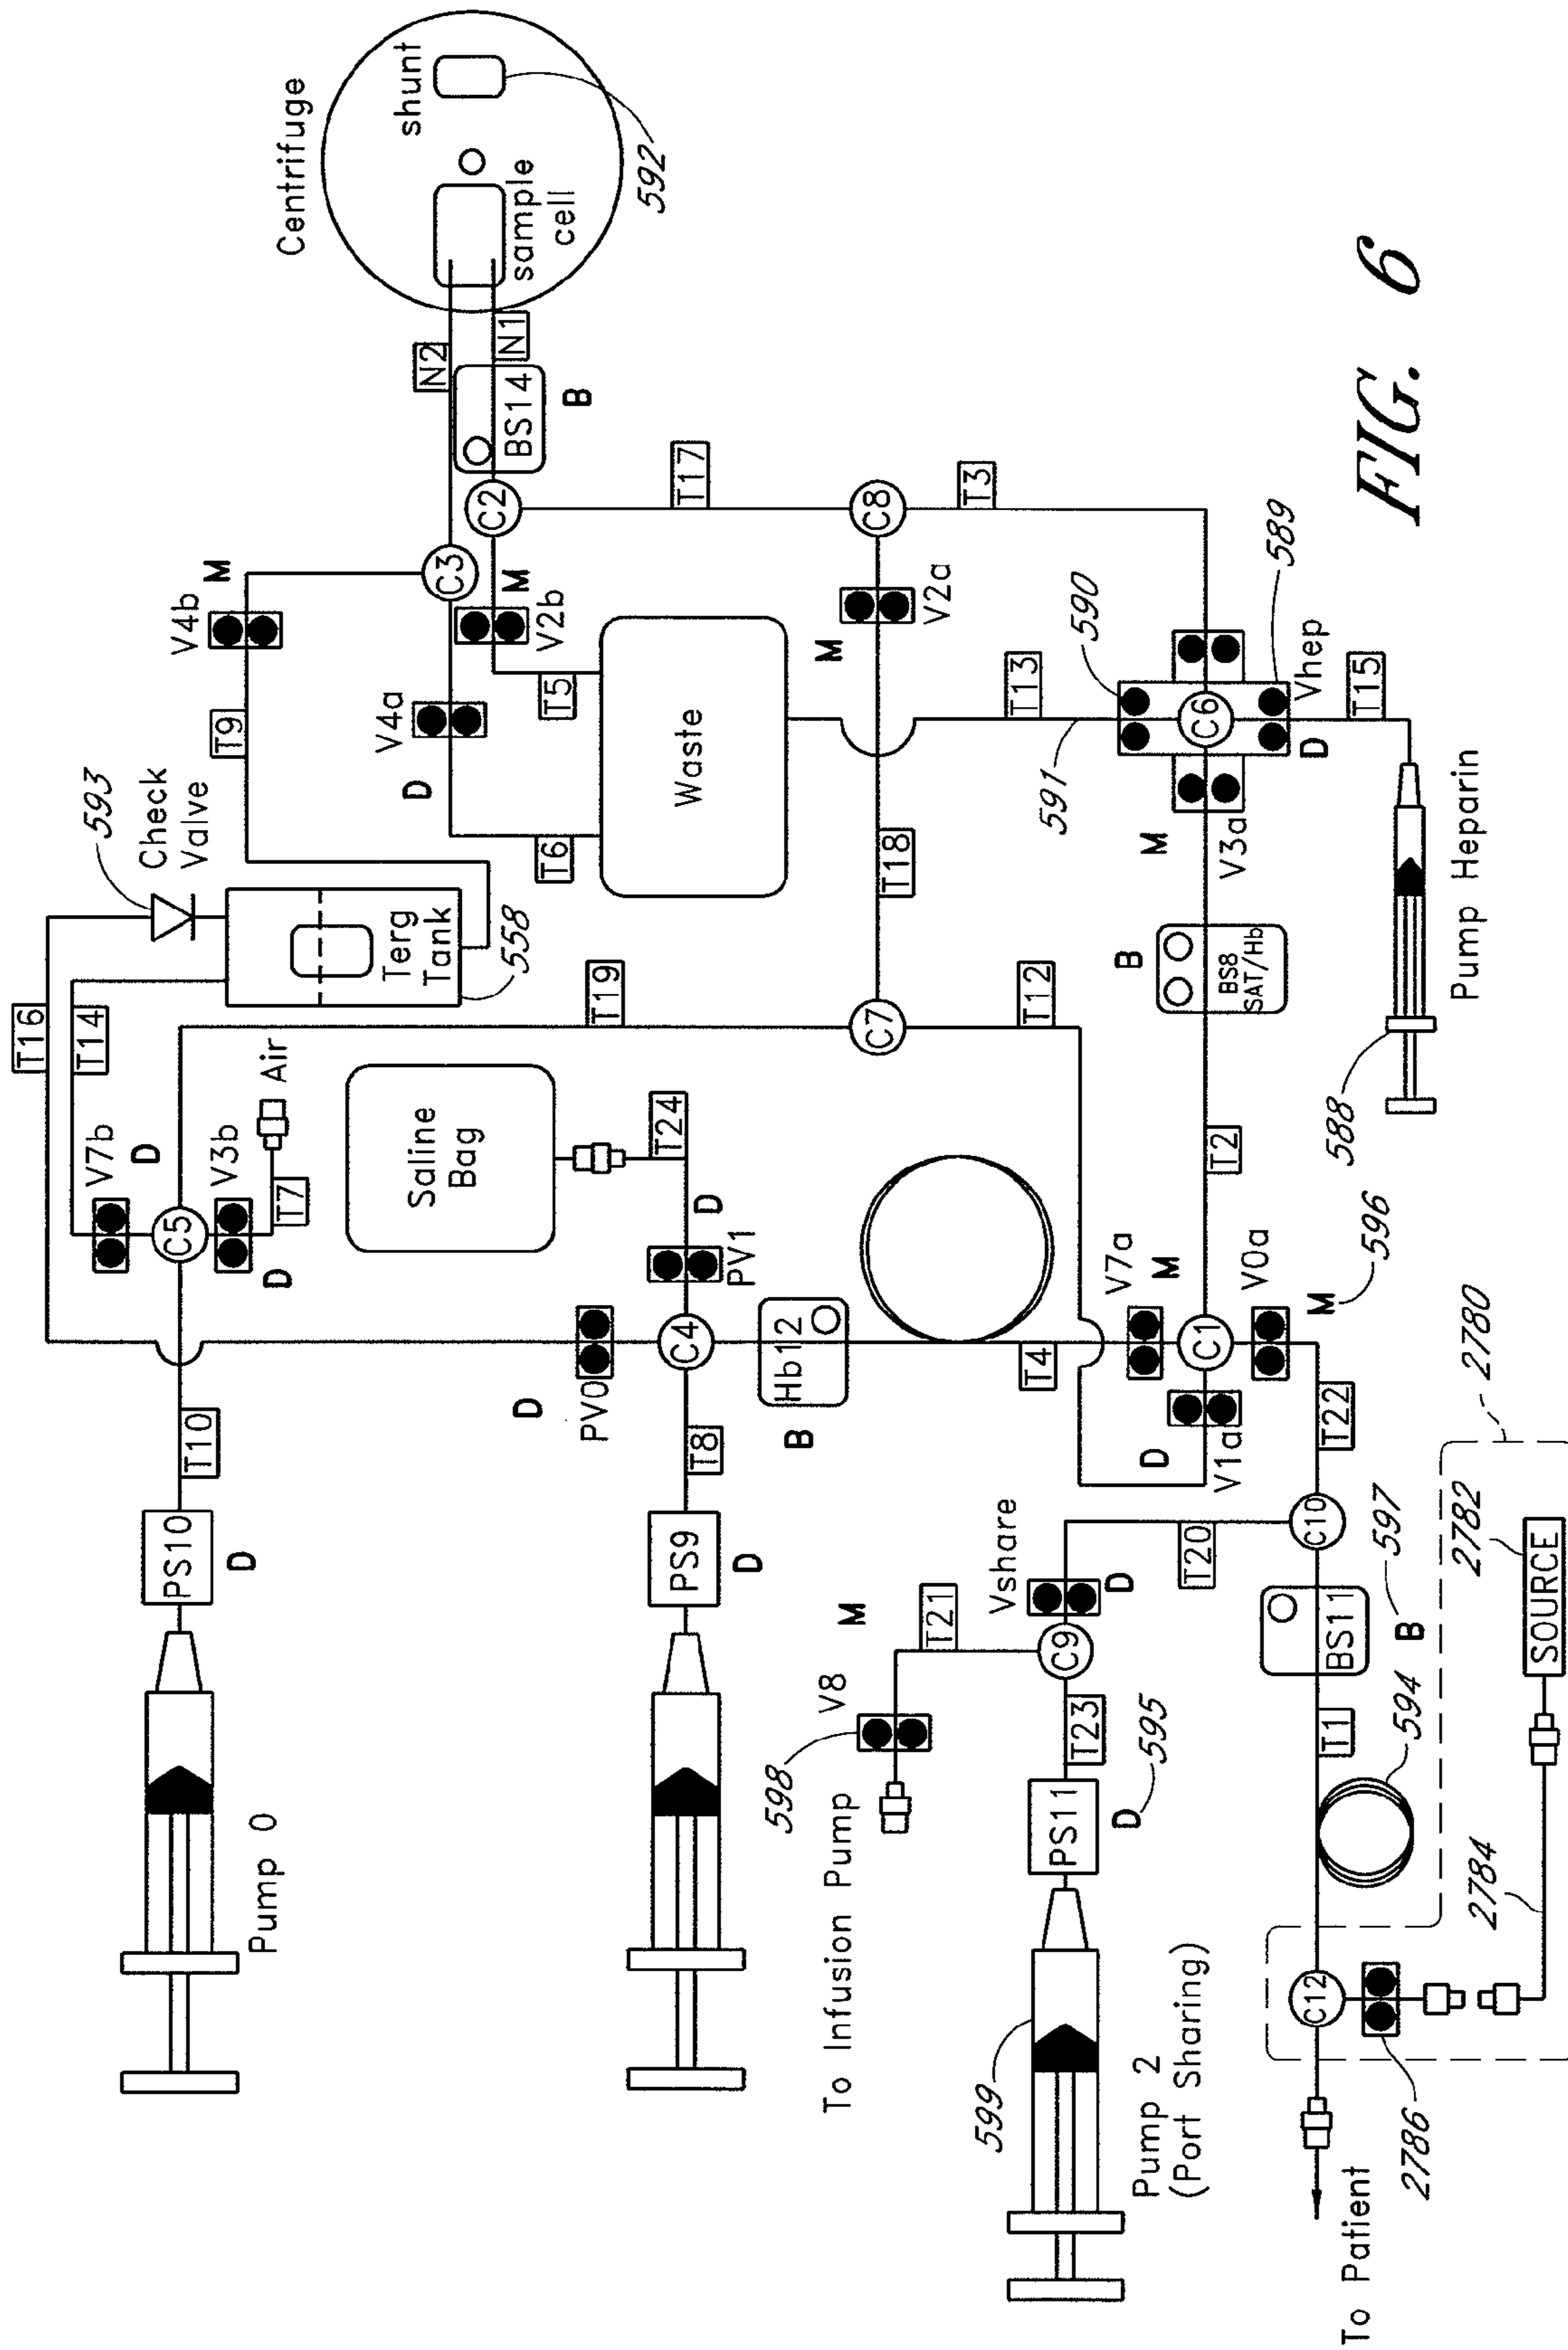 Centrifuge
shunt
sample
cell
592
N2
N1
BS14
B
C2
C3
M
V4b
T9
T17
C8
T3
M
V2b
V4a
D
T5
T6
Waste
V2a
M
T18
T13
590
589
591
C6
Vhep
D
T15
V3a
M
593
Check
Valve
Terg
Tank
558
T16
T14
T19
C7
T12
B
BS8
SAT/Hb
Pump Heparin
588
V7b
D
C5
V3b
D
T7
Air
Saline
Bag
T24
D
PV1
C4
PV0
D
Hb12
B
T4
T2
V7a
M
C1
V0a
M
596
V1a
D
T22
2780
T10
PS10
D
Pump 0
T8
PS9
D
Vshare
D
C9
T20
C10
BS11
B
597
2782
SOURCE
M
T21
V8
598
To Infusion Pump
T23
PS11
D
595
T1
594
2784
599
Pump 2
(Port Sharing)
C12
2786
To Patient
FIG. 6